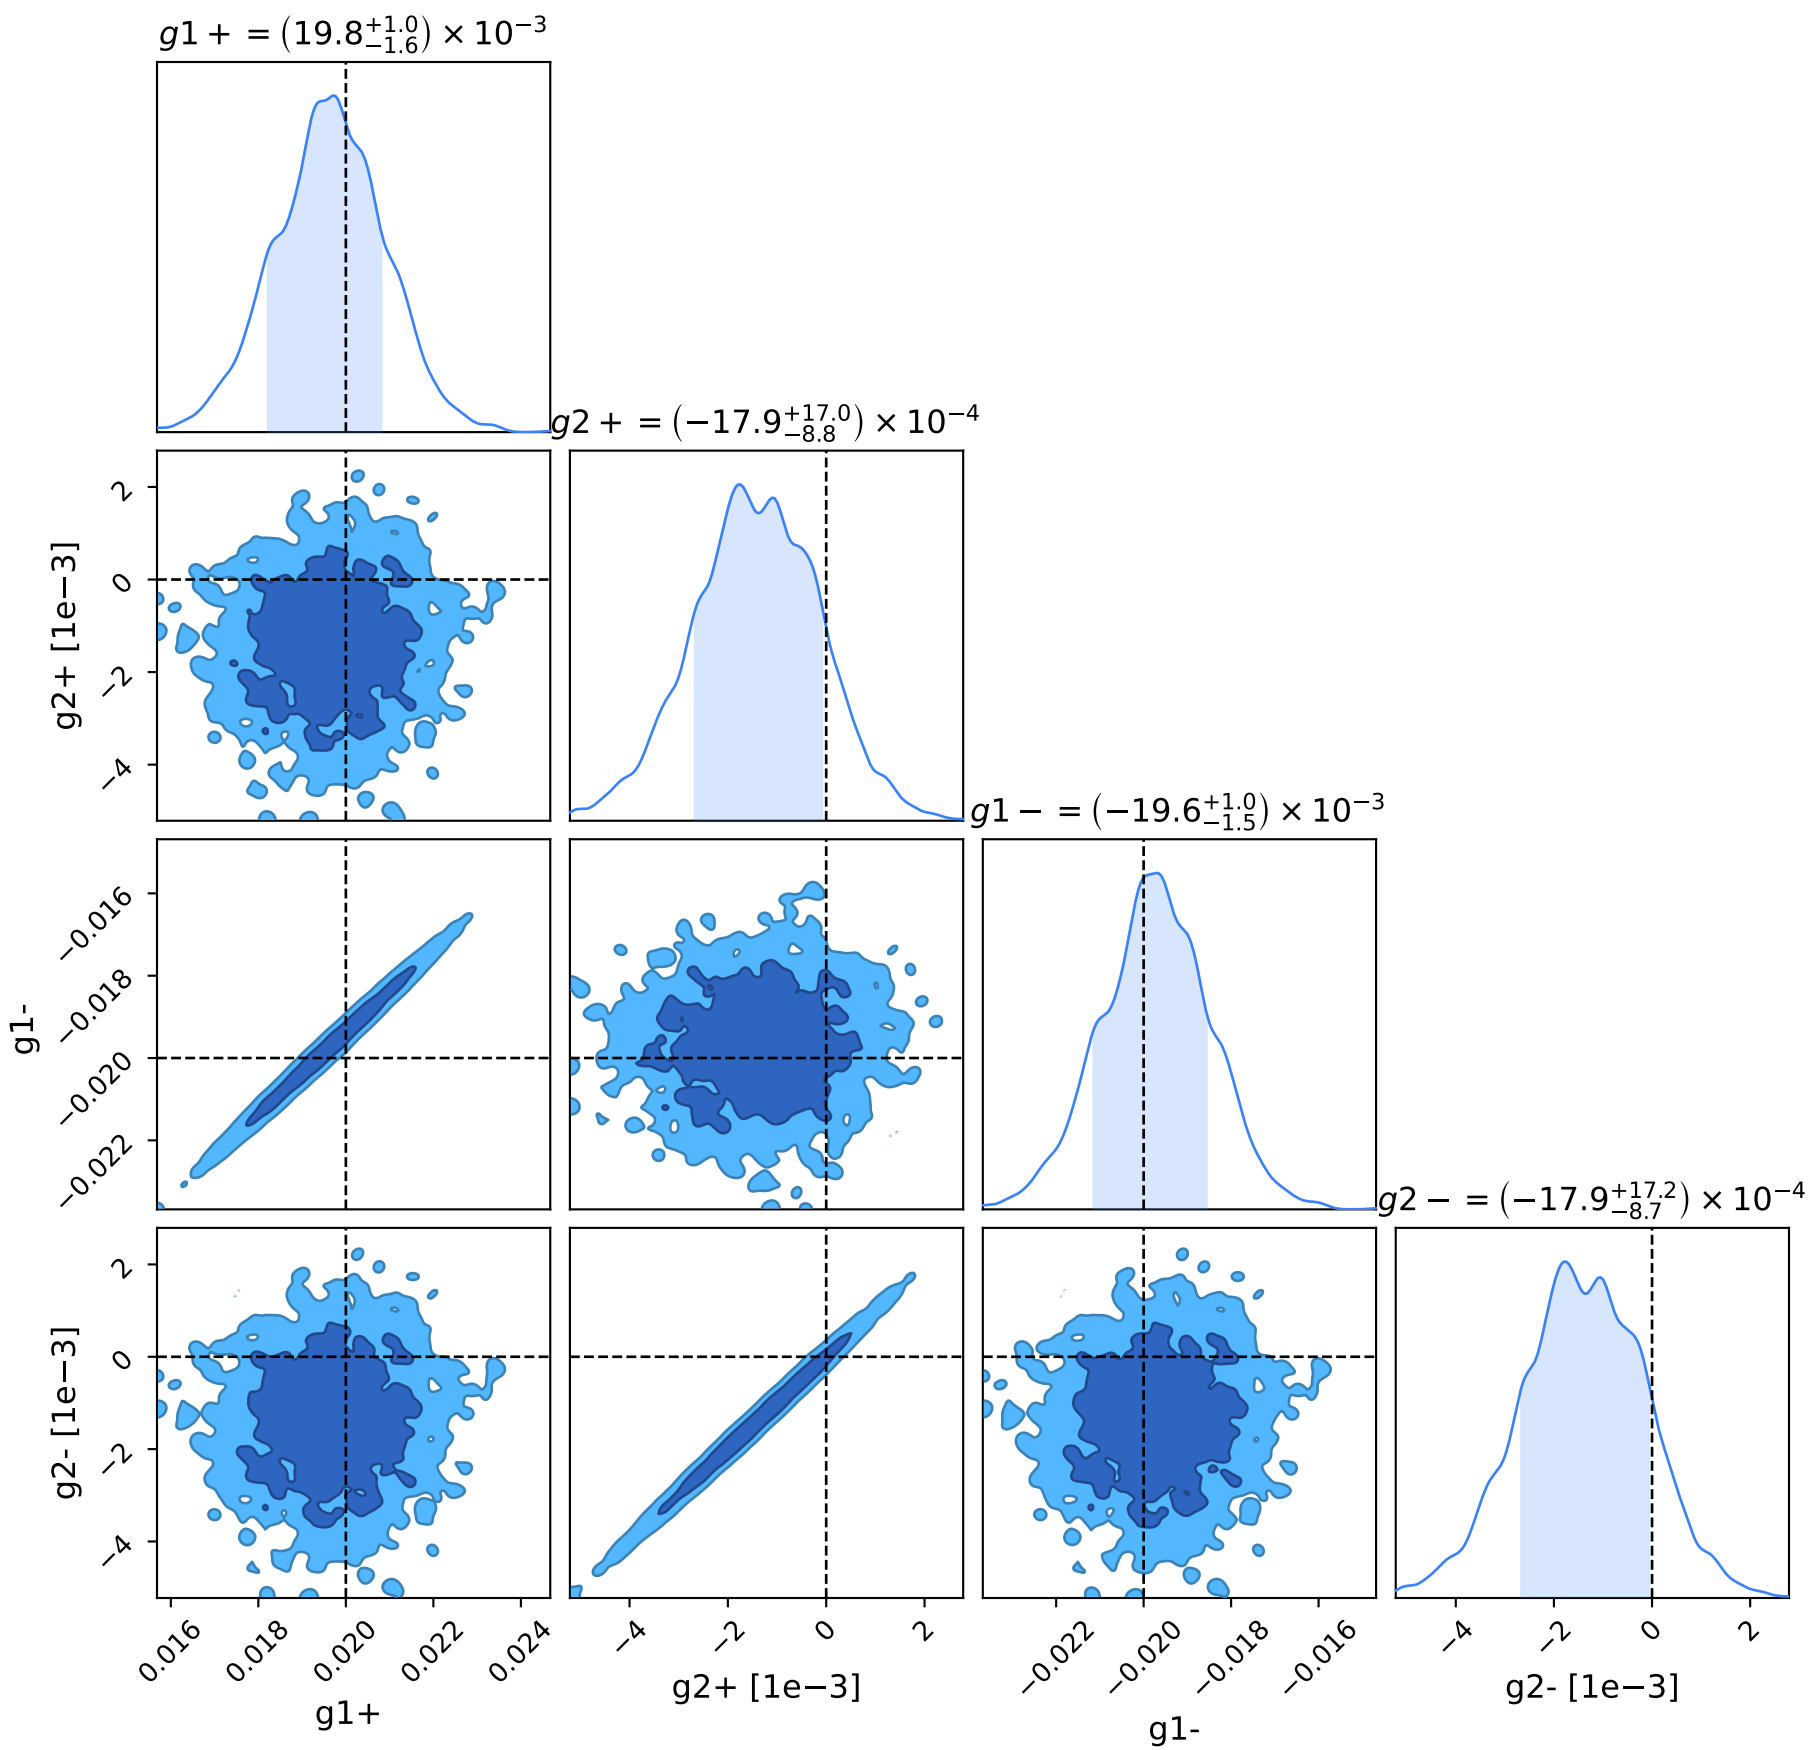 g1 + = (19.8 +1.0 −1.6) × 10−3
g2 + = (−17.9 +17.0 −8.8) × 10−4
2
0
−2
−4
g2+ [1e−3]
g1 − = (−19.6 +1.0 −1.5) × 10−3
−0.016
−0.018
−0.020
−0.022
g1-
g2 − = (−17.9 +17.2 −8.7) × 10−4
2
0
−2
−4
g2- [1e−3]
0.016 0.018 0.020 0.022 0.024
−4 −2 0 2
−0.022 −0.020 −0.018 −0.016
−4 −2 0 2
g1+
g2+ [1e−3]
g1-
g2- [1e−3]